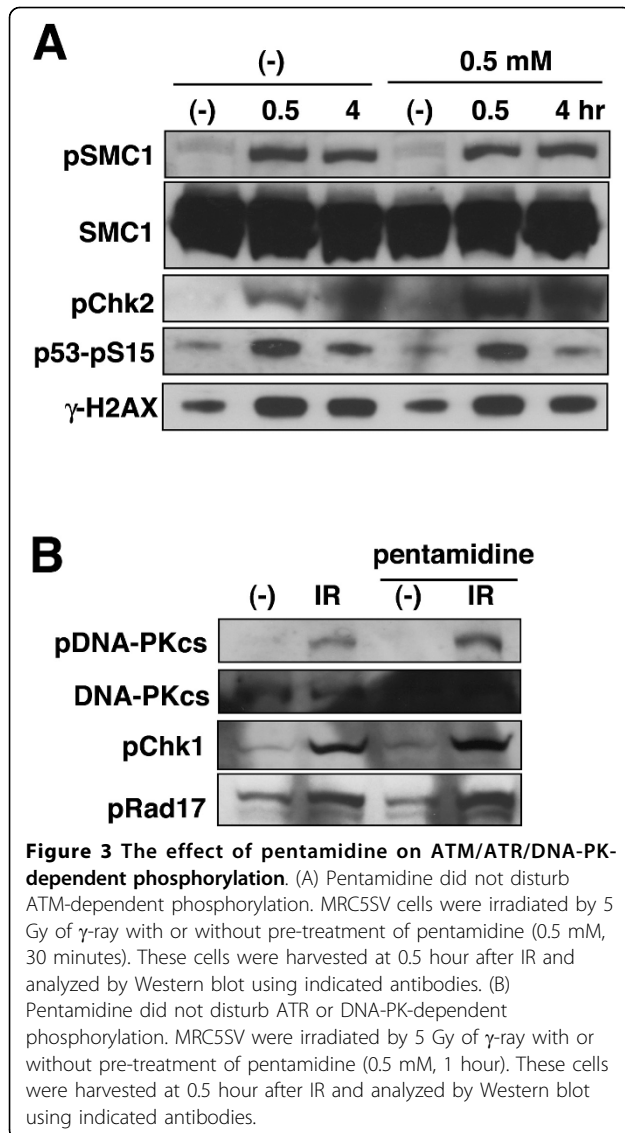 A
(-) 0.5 mM
(-) 0.5 4 (-) 0.5 4 hr
pSMC1
SMC1
pChk2
p53-pS15
γ-H2AX
B
pentamidine
(-) IR (-) IR
pDNA-PKcs
DNA-PKcs
pChk1
pRad17
Figure 3 The effect of pentamidine on ATM/ATR/DNA-PK-
dependent phosphorylation. (A) Pentamidine did not disturb
ATM-dependent phosphorylation. MRC5SV cells were irradiated by 5
Gy of γ-ray with or without pre-treatment of pentamidine (0.5 mM,
30 minutes). These cells were harvested at 0.5 hour after IR and
analyzed by Western blot using indicated antibodies. (B)
Pentamidine did not disturb ATR or DNA-PK-dependent
phosphorylation. MRC5SV were irradiated by 5 Gy of γ-ray with or
without pre-treatment of pentamidine (0.5 mM, 1 hour). These cells
were harvested at 0.5 hour after IR and analyzed by Western blot
using indicated antibodies.